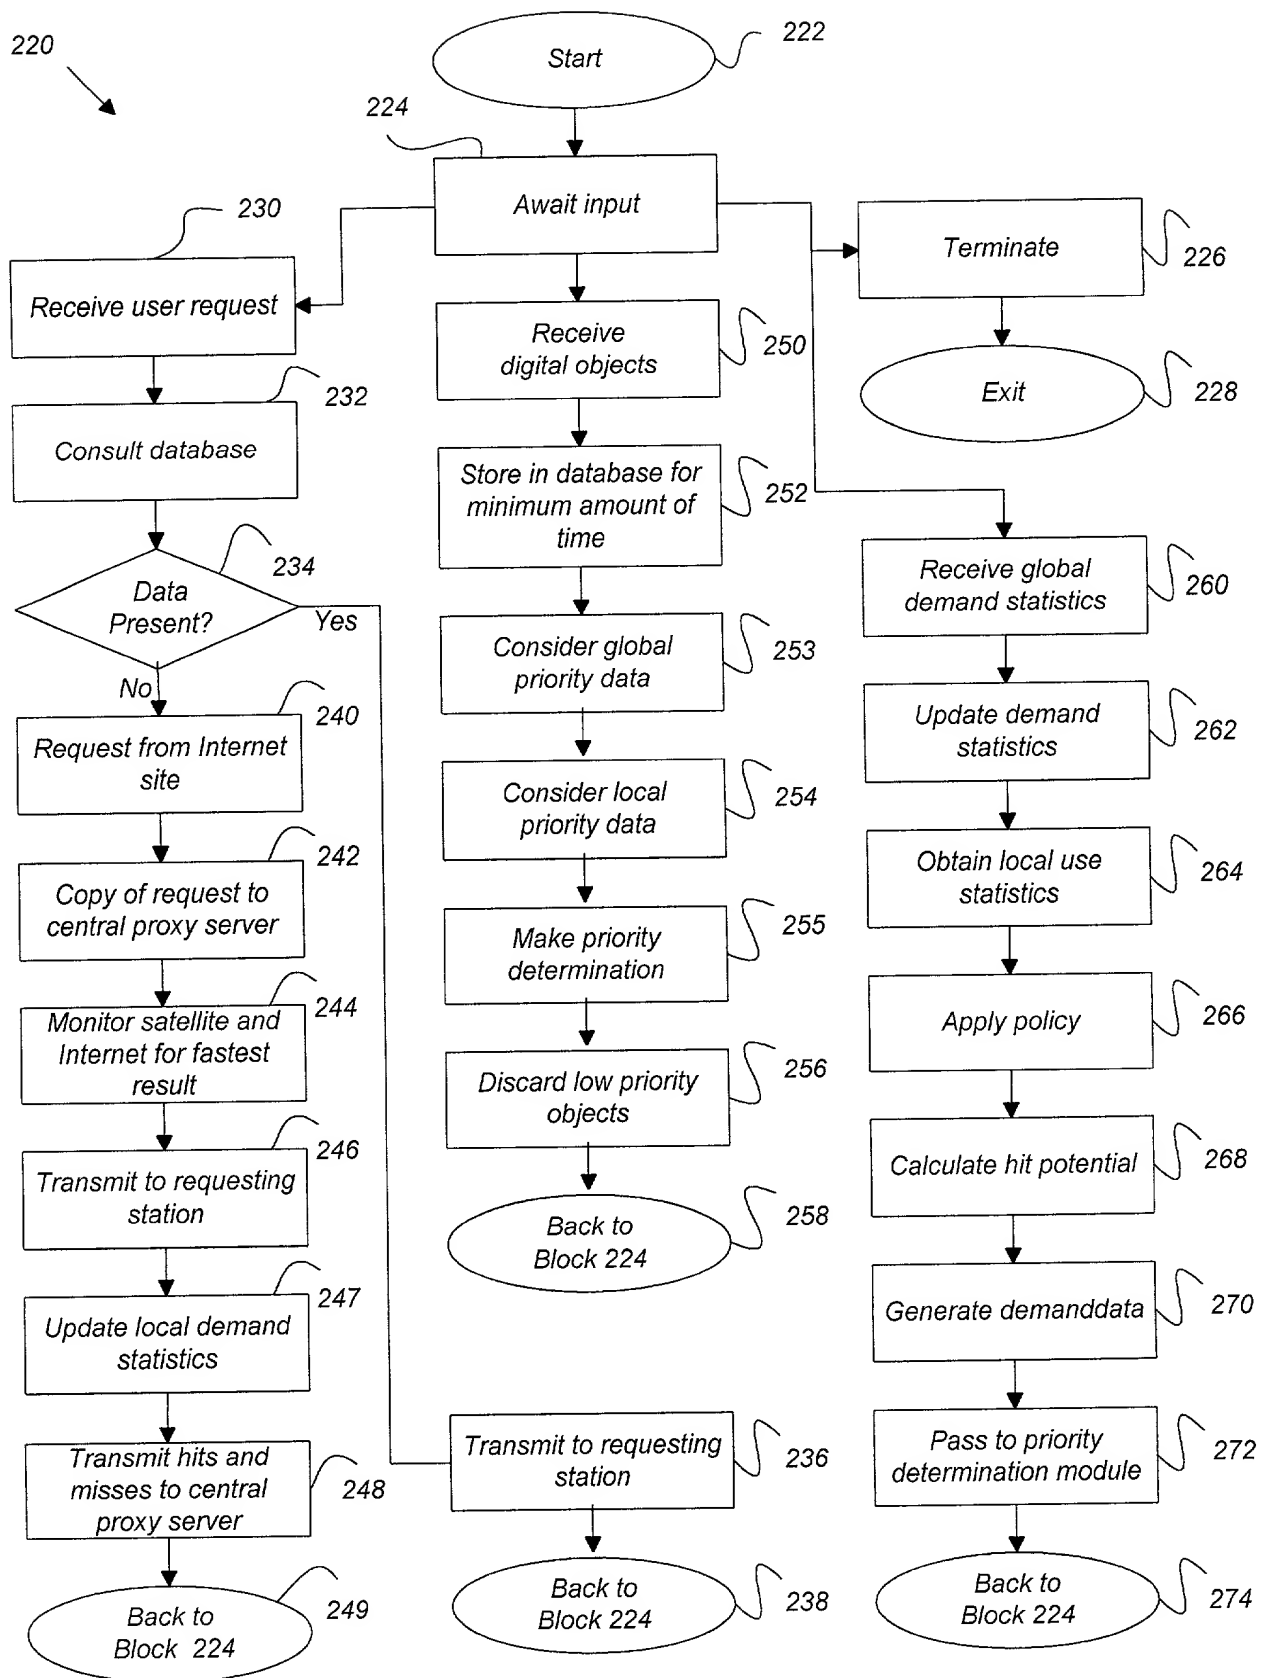 220
Start
222
224
Await input
230
Receive user request
232
Consult database
234
Data
Present?
Yes
No
240
Request from Internet
site
242
Copy of request to
central proxy server
244
Monitor satellite and
Internet for fastest
result
246
Transmit to requesting
station
247
Update local demand
statistics
248
Transmit hits and
misses to central
proxy server
249
Back to
Block 224
Receive
digital objects
250
Store in database for
minimum amount of
time
252
Consider global
priority data
253
Consider local
priority data
254
Make priority
determination
255
Discard low priority
objects
256
Back to
Block 224
258
Transmit to requesting
station
236
Back to
Block 224
238
Terminate
226
Exit
228
Receive global
demand statistics
260
Update demand
statistics
262
Obtain local use
statistics
264
Apply policy
266
Calculate hit potential
268
Generate demanddata
270
Pass to priority
determination module
272
Back to
Block 224
274